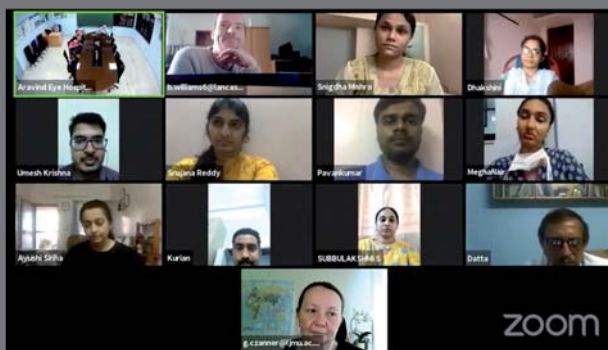 Aravind Eye Hospit...
b.williams6@lancas...
Snigdha Mishra
Dhakshini
Umesh Krishna
Srujana Reddy
Pavankumar
MeghaNair
Ayushi Sinha
Kurian
SUBBULAKSHMI S
Datta
g.czanner@ljmu.ac....
zoom